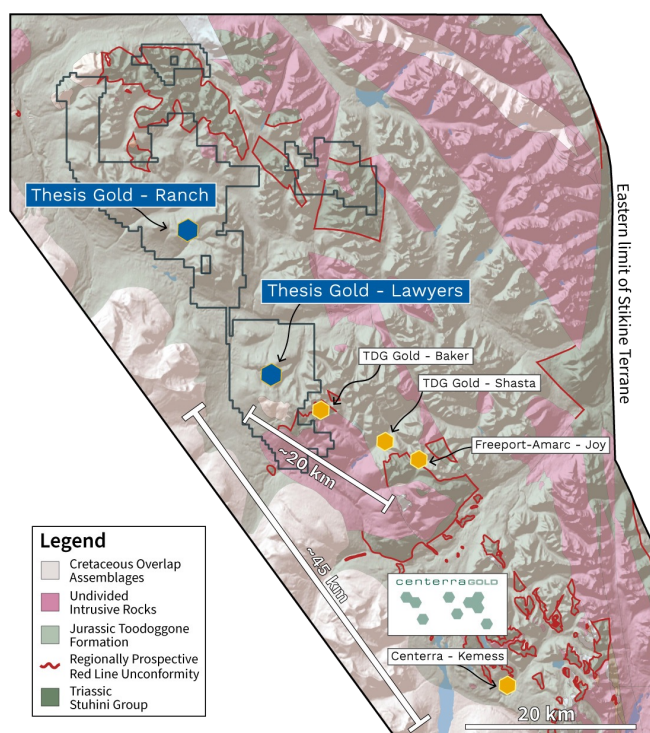 Thesis Gold - Ranch
Thesis Gold - Lawyers
TDG Gold - Baker
TDG Gold - Shasta
Freeport-Amarc - Joy
Eastern limit of Stikine Terrane
~20 km
~45 km
centerraGOLD
Centerra - Kemess
20 km
Legend
Cretaceous Overlap
Assemblages
Undivided
Intrusive Rocks
Jurassic Toodoggone
Formation
Regionally Prospective
Red Line Unconformity
Triassic
Stuhini Group